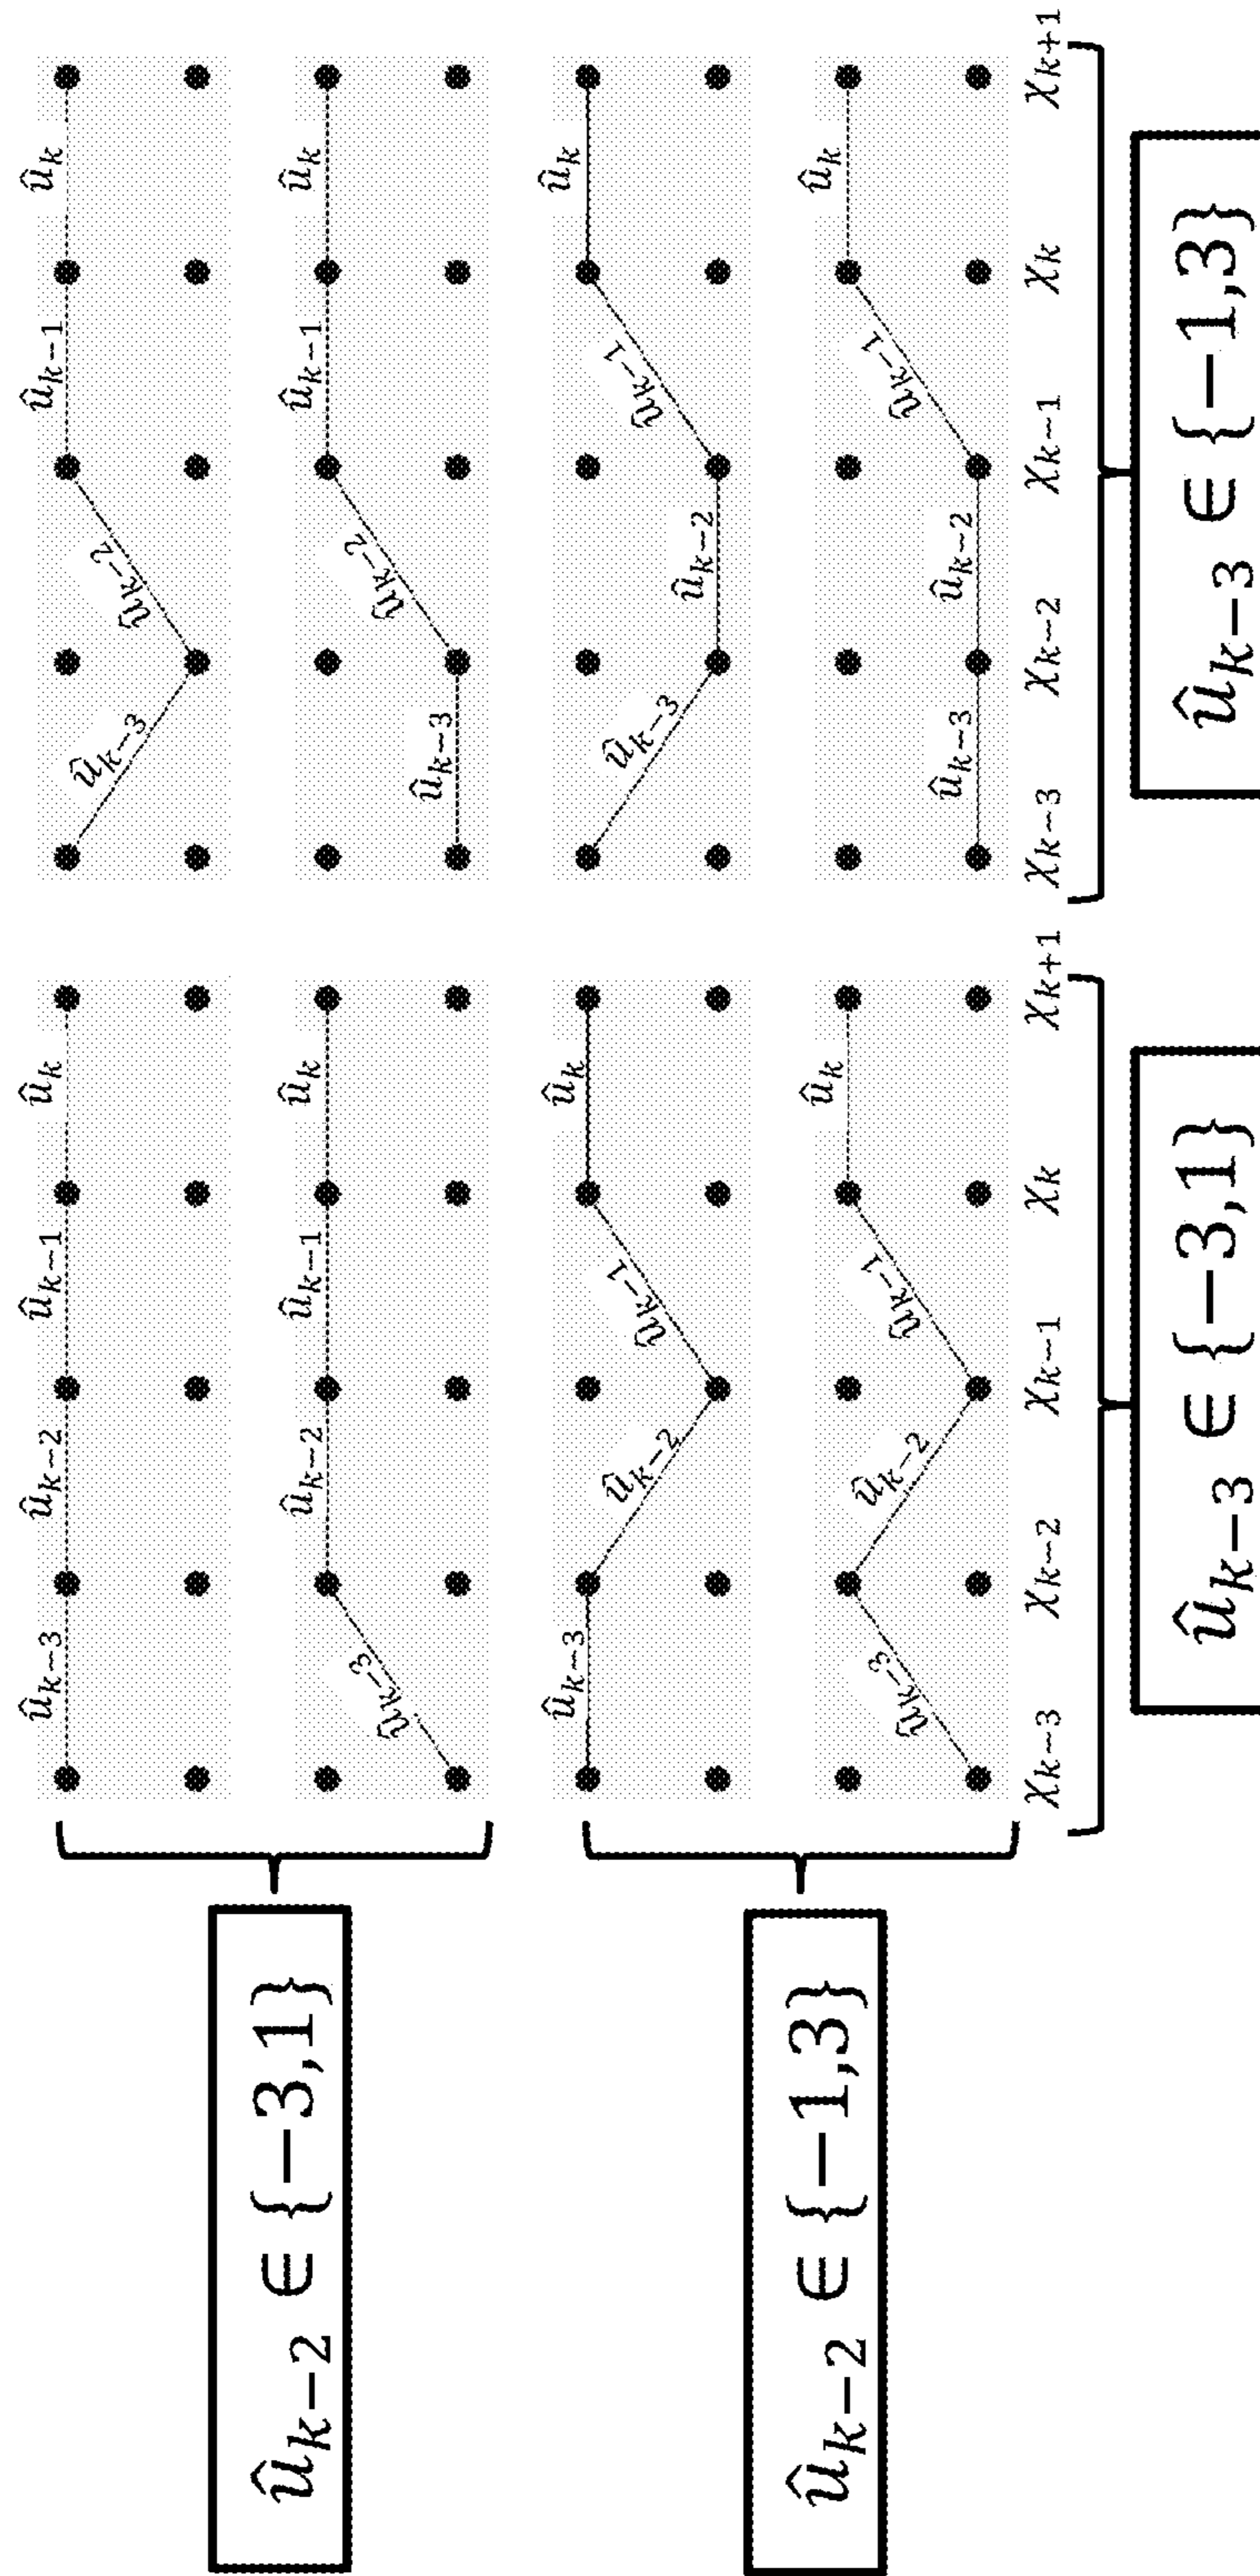 û_{k−2} ∈ {−3,1}
û_{k−3} û_{k−2} û_{k−1} û_k
û_{k−3} û_{k−2} û_{k−1} û_k
û_{k−3} û_{k−2} û_{k−1} û_k
û_{k−3} û_{k−2} û_{k−1} û_k
û_{k−2} ∈ {−1,3}
û_{k−3} û_{k−2} û_{k−1} û_k
û_{k−3} û_{k−2} û_{k−1} û_k
û_{k−3} û_{k−2} û_{k−1} û_k
û_{k−3} û_{k−2} û_{k−1} û_k
χ_{k−3} χ_{k−2} χ_{k−1} χ_k χ_{k+1}
χ_{k−3} χ_{k−2} χ_{k−1} χ_k χ_{k+1}
û_{k−3} ∈ {−3,1}
û_{k−3} ∈ {−1,3}